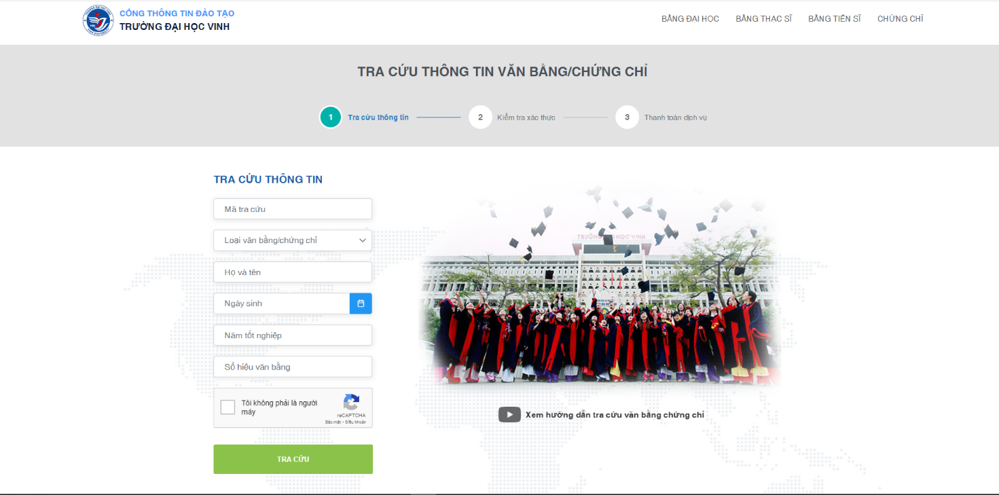 CỔNG THÔNG TIN ĐÀO TẠO
TRƯỜNG ĐẠI HỌC VINH
BẰNG ĐẠI HỌC
BẰNG THẠC SĨ
BẰNG TIẾN SĨ
CHỨNG CHỈ
TRA CỨU THÔNG TIN VĂN BẰNG/CHỨNG CHỈ
1 Tra cứu thông tin
2 Kiểm tra xác thực
3 Thanh toán dịch vụ
TRA CỨU THÔNG TIN
Mã tra cứu
Loại văn bằng/chứng chỉ
Họ và tên
Ngày sinh
Năm tốt nghiệp
Số hiệu văn bằng
Tôi không phải là người
máy
reCAPTCHA
Bảo mật - Điều khoản
TRA CỨU
TRƯỜNG ĐẠI HỌC VINH
Xem hướng dẫn tra cứu văn bằng chứng chỉ